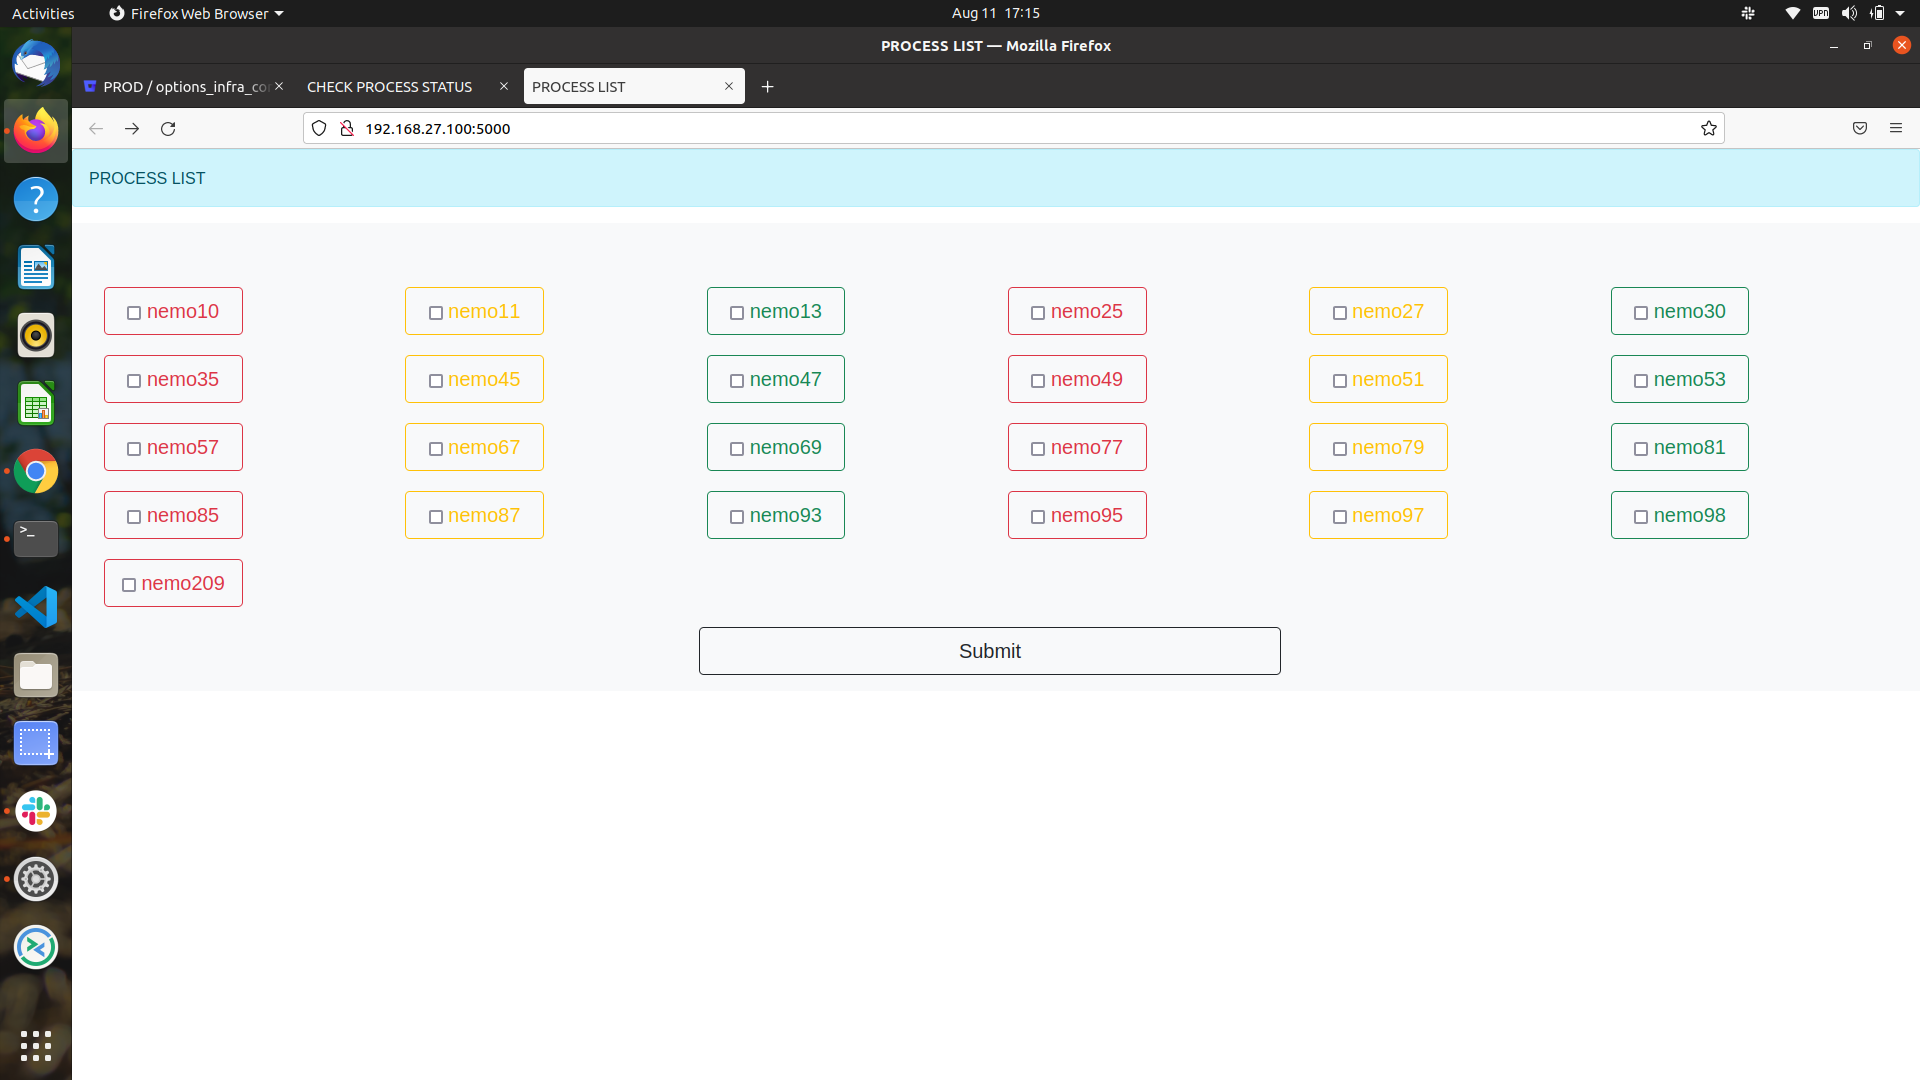 Activities Firefox Web Browser Aug 11 17:15 VPN
PROCESS LIST — Mozilla Firefox
PROD / options_infra_co CHECK PROCESS STATUS PROCESS LIST
192.168.27.100:5000
PROCESS LIST
nemo10 nemo11 nemo13 nemo25 nemo27 nemo30
nemo35 nemo45 nemo47 nemo49 nemo51 nemo53
nemo57 nemo67 nemo69 nemo77 nemo79 nemo81
nemo85 nemo87 nemo93 nemo95 nemo97 nemo98
nemo209
Submit